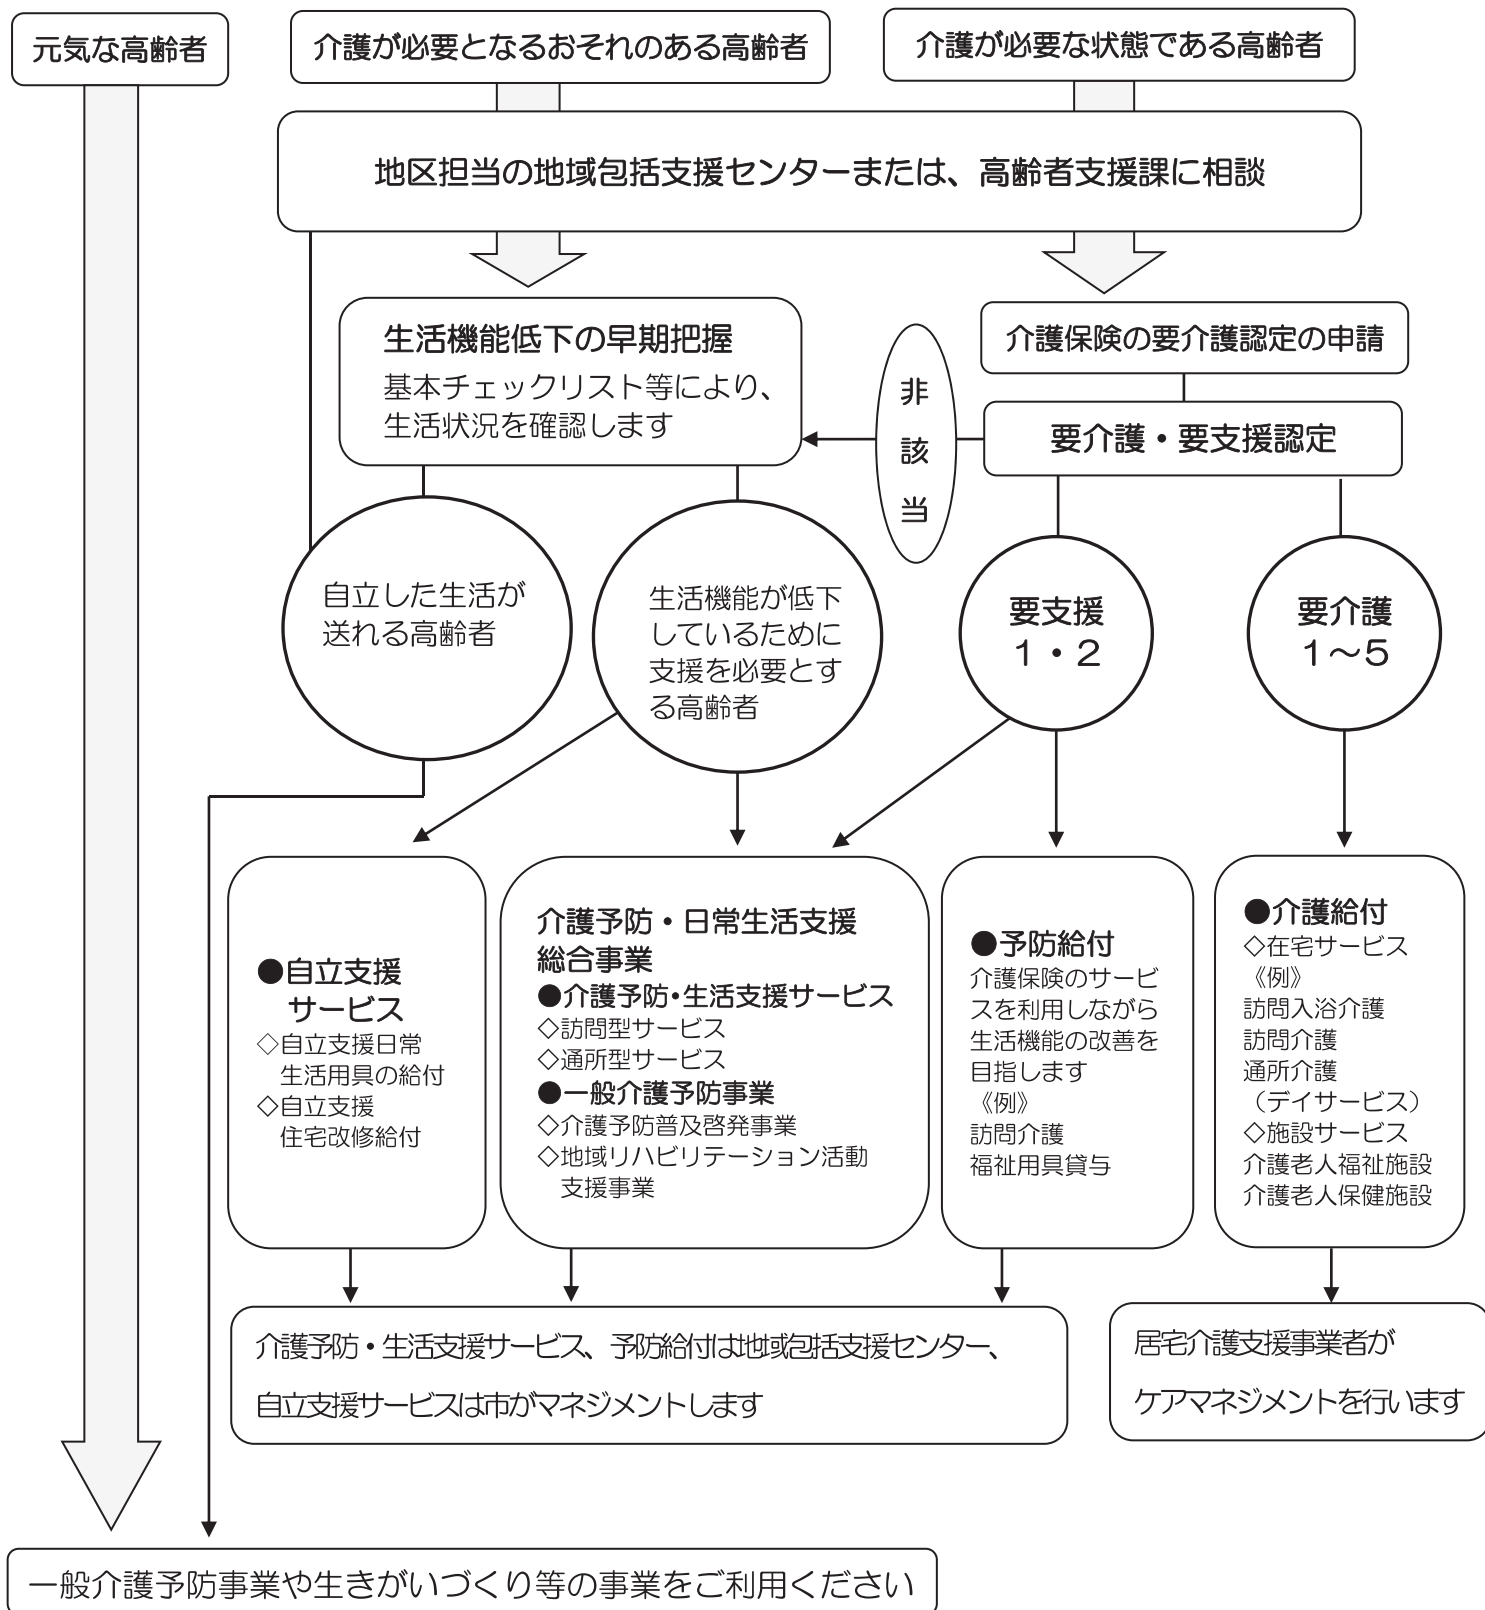 元気な高齢者
介護が必要となるおそれのある高齢者
介護が必要な状態である高齢者
地区担当の地域包括支援センターまたは、高齢者支援課に相談
生活機能低下の早期把握
基本チェックリスト等により、
生活状況を確認します
非
該
当
介護保険の要介護認定の申請
要介護・要支援認定
自立した生活が
送れる高齢者
生活機能が低下
しているために
支援を必要とす
る高齢者
要支援
1・2
要介護
1～5
●自立支援
サービス
◇自立支援日常
生活用具の給付
◇自立支援
住宅改修給付
介護予防・日常生活支援
総合事業
●介護予防・生活支援サービス
◇訪問型サービス
◇通所型サービス
●一般介護予防事業
◇介護予防普及啓発事業
◇地域リハビリテーション活動
支援事業
●予防給付
介護保険のサービ
スを利用しながら
生活機能の改善を
目指します
《例》
訪問介護
福祉用具貸与
●介護給付
◇在宅サービス
《例》
訪問入浴介護
訪問介護
通所介護
（デイサービス）
◇施設サービス
介護老人福祉施設
介護老人保健施設
介護予防・生活支援サービス、予防給付は地域包括支援センター、
自立支援サービスは市がマネジメントします
居宅介護支援事業者が
ケアマネジメントを行います
一般介護予防事業や生きがいづくり等の事業をご利用ください